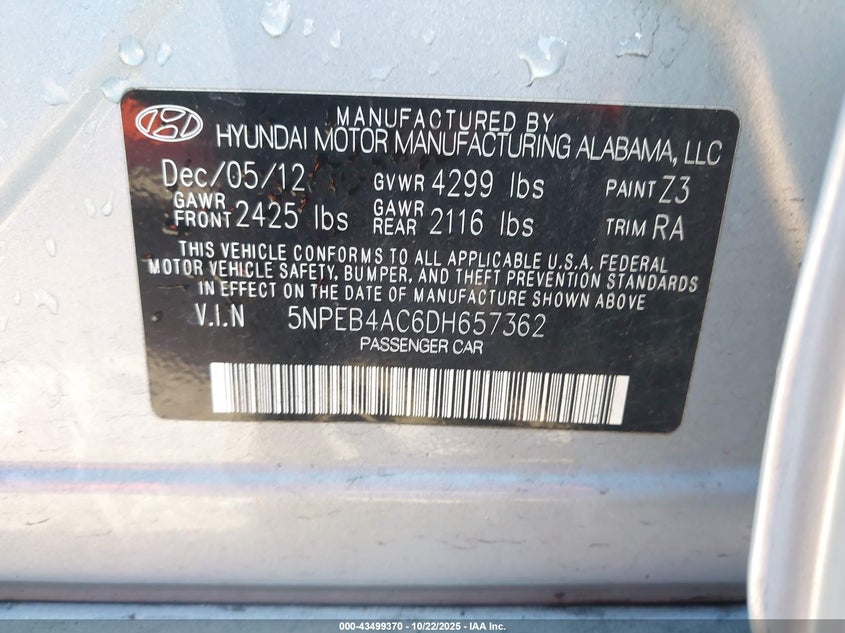 MANUFACTURED BY
HYUNDAI MOTOR MANUFACTURING ALABAMA, LLC
Dec/05/12 GVWR 4299 lbs PAINT Z3
GAWR FRONT 2425 lbs GAWR REAR 2116 lbs TRIM RA
THIS VEHICLE CONFORMS TO ALL APPLICABLE U.S.A. FEDERAL
MOTOR VEHICLE SAFETY, BUMPER, AND THEFT PREVENTION STANDARDS
IN EFFECT ON THE DATE OF MANUFACTURE SHOWN ABOVE
V.I.N 5NPEB4AC6DH657362
PASSENGER CAR
000-43499370 - 10/22/2025 - IAA Inc.